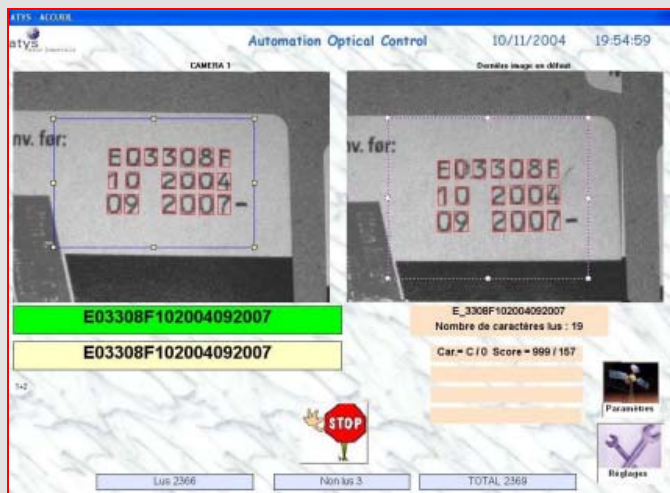 ATYS - ACCUEIL
atys
Automation Optical Control
10/11/2004
19:54:59
CAMERA 1
Dernière image en défaut
nv. før:
E03308F
10 2004
09 2007-
nv. før:
E03308F
10 2004
09 2007-
E03308F102004092007
E03308F102004092007
E_3308F102004092007
Nombre de caractères lus : 19
Car.= C / 0 Score = 999 / 157
1+2
STOP
Paramètres
Réglages
Lus 2366
Non lus 3
TOTAL 2369